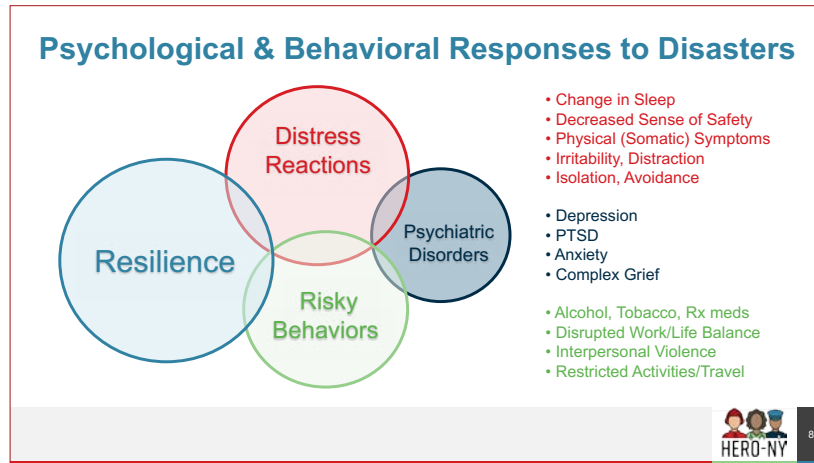 Psychological & Behavioral Responses to Disasters
Distress
Reactions
Resilience
Psychiatric
Disorders
Risky
Behaviors
• Change in Sleep
• Decreased Sense of Safety
• Physical (Somatic) Symptoms
• Irritability, Distraction
• Isolation, Avoidance
• Depression
• PTSD
• Anxiety
• Complex Grief
• Alcohol, Tobacco, Rx meds
• Disrupted Work/Life Balance
• Interpersonal Violence
• Restricted Activities/Travel
HERO-NY
8